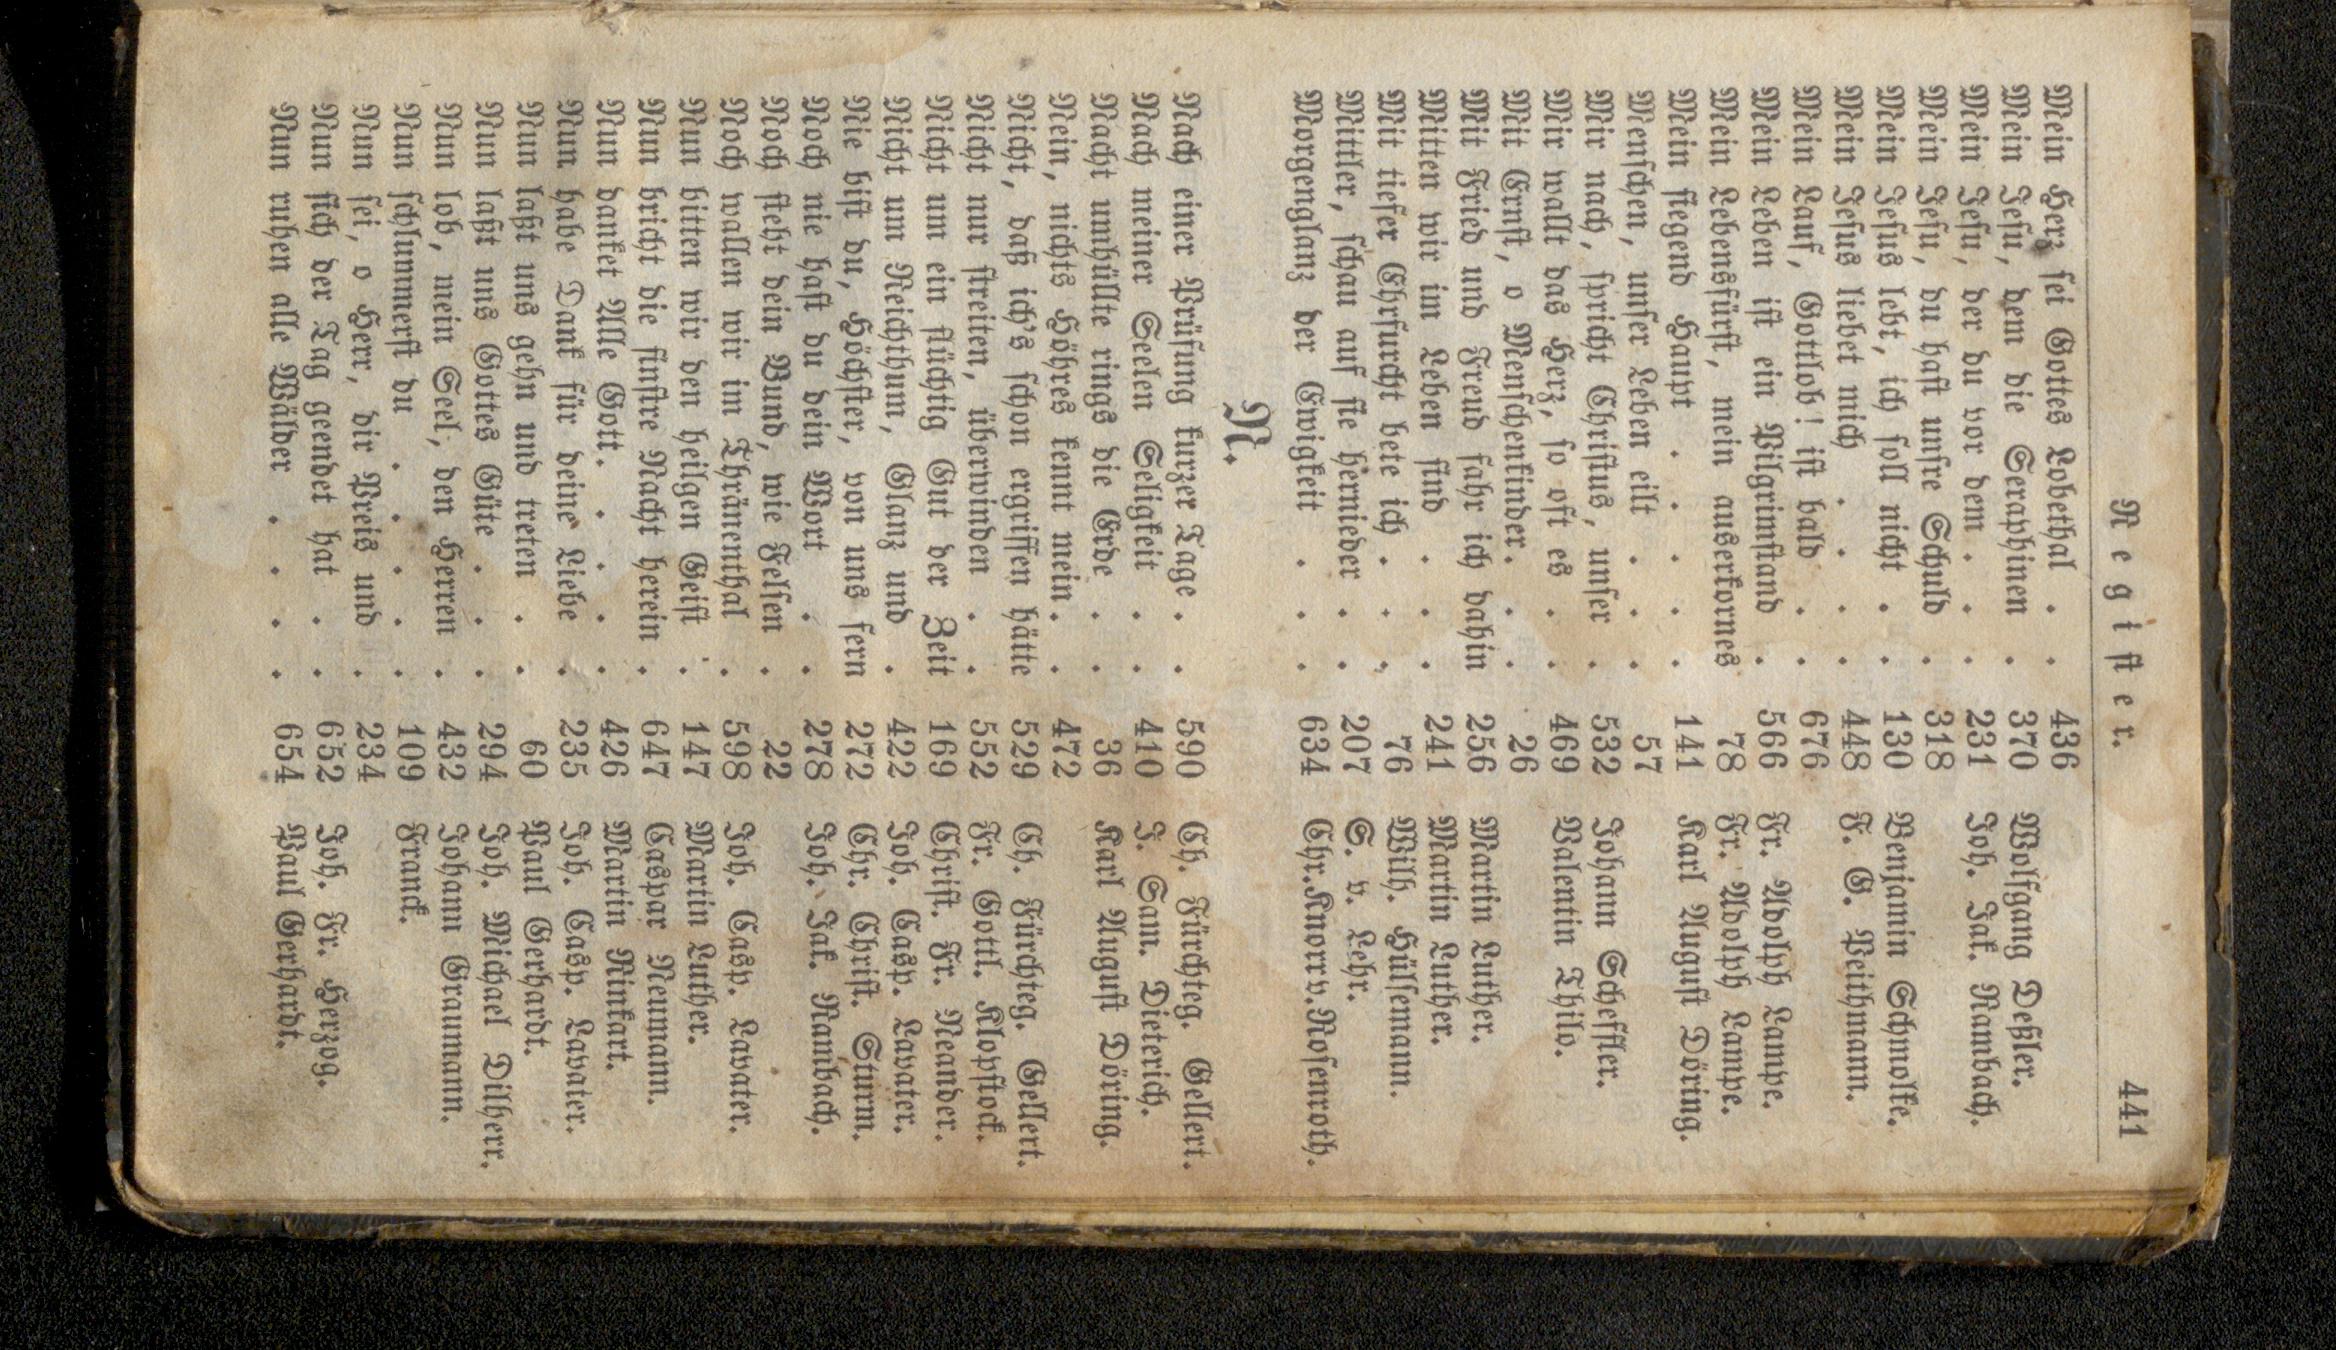 Register. 441
Mein Herz sei Gottes Lobethal . . 436
Mein Jesu, dem die Seraphinen . 370 Wolfgang Deßler.
Mein Jesu, der du vor dem . . . 231 Joh. Jak. Rambach.
Mein Jesu, du hast unsre Schuld . 318
Mein Jesus lebt, ich soll nicht . . 130 Benjamin Schmolke.
Mein Jesus liebet mich . . . . 448 F. G. Veithmann.
Mein Lauf, Gottlob! ist bald . . 676
Mein Leben ist ein Pilgrimstand . 566 Fr. Adolph Lampe.
Mein Lebensfürst, mein auserkornes 78 Fr. Adolph Lampe.
Mein siegend Haupt . . . . . 141 Karl August Döring.
Menschen, unser Leben eilt . . . 57
Mir nach, spricht Christus, unser . 532 Johann Scheffler.
Mir wallt das Herz, so oft es . . 469 Valentin Thilo.
Mit Ernst, o Menschenkinder. . . 26
Mit Fried und Freud fahr ich dahin 256 Martin Luther.
Mitten wir im Leben sind . . . 241 Martin Luther.
Mit tiefer Ehrfurcht bete ich . . . 76 Wilh. Hülsemann.
Mittler, schau auf sie hernieder . . 207 S. v. Lehr.
Morgenglanz der Ewigkeit . . . 634 Chr. Knorr v. Rosenroth.
N.
Nach einer Prüfung kurzer Tage . . 590 Ch. Fürchteg. Gellert.
Nach meiner Seelen Seligkeit . . 410 J. Sam. Dieterich.
Nacht umhüllte rings die Erde . . 36 Karl August Döring.
Nein, nichts Höhres kennt mein . . 472
Nicht, daß ich's schon ergriffen hätte 529 Ch. Fürchteg. Gellert.
Nicht nur streiten, überwinden . . 552 Fr. Gottl. Klopstock.
Nicht um ein flüchtig Gut der Zeit 169 Christ. Fr. Neander.
Nicht um Reichthum, Glanz und . 422 Joh. Casp. Lavater.
Nie bist du, Höchster, von uns fern 272 Chr. Christ. Sturm.
Noch nie hast du dein Wort . . 278 Joh. Jak. Rambach.
Noch steht dein Bund, wie Felsen . 22
Noch wallen wir im Thränenthal . 598 Joh. Casp. Lavater.
Nun bitten wir den heilgen Geist . 147 Martin Luther.
Nun bricht die finstre Nacht herein . 647 Caspar Neumann.
Nun danket Alle Gott. . . . . 426 Martin Rinkart.
Nun habe Dank für deine Liebe . 235 Joh. Casp. Lavater.
Nun laßt uns gehn und treten . . 60 Paul Gerhardt.
Nun laßt uns Gottes Güte . . . 294 Joh. Michael Dilherr.
Nun lob, mein Seel, den Herren . 432 Johann Graumann.
Nun schlummerst du . . . . . 109 Franck.
Nun sei, o Herr, dir Preis und . 234
Nun sich der Tag geendet hat . . 652 Joh. Fr. Herzog.
Nun ruhen alle Wälder . . . . 654 Paul Gerhardt.